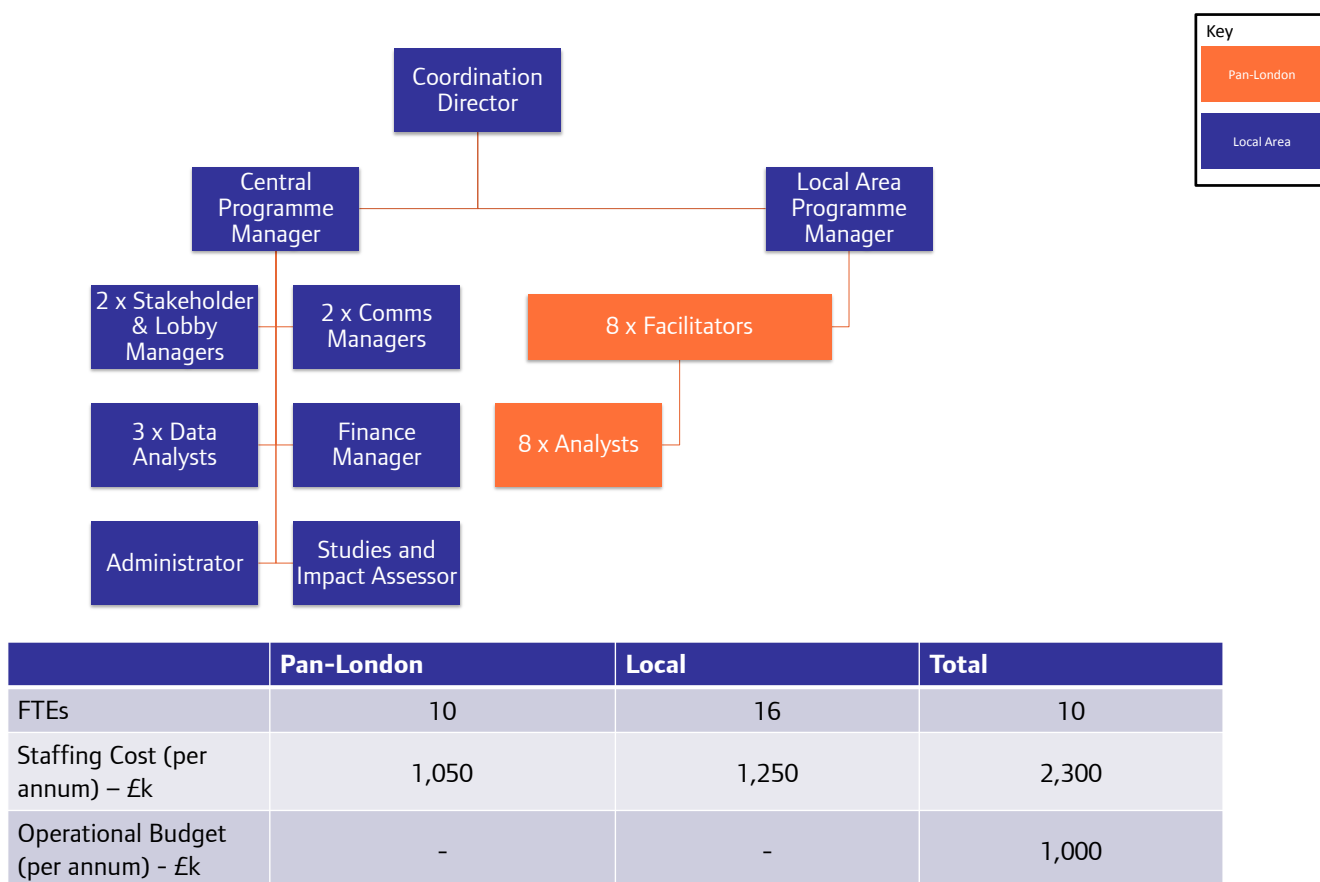 Key
Pan-London
Local Area
Coordination
Director
Central
Programme
Manager
Local Area
Programme
Manager
2 x Stakeholder
& Lobby
Managers
2 x Comms
Managers
8 x Facilitators
3 x Data
Analysts
Finance
Manager
8 x Analysts
Administrator
Studies and
Impact Assessor
Pan-London Local Total
FTEs 10 16 10
Staffing Cost (per
annum) – £k 1,050 1,250 2,300
Operational Budget
(per annum) - £k - - 1,000